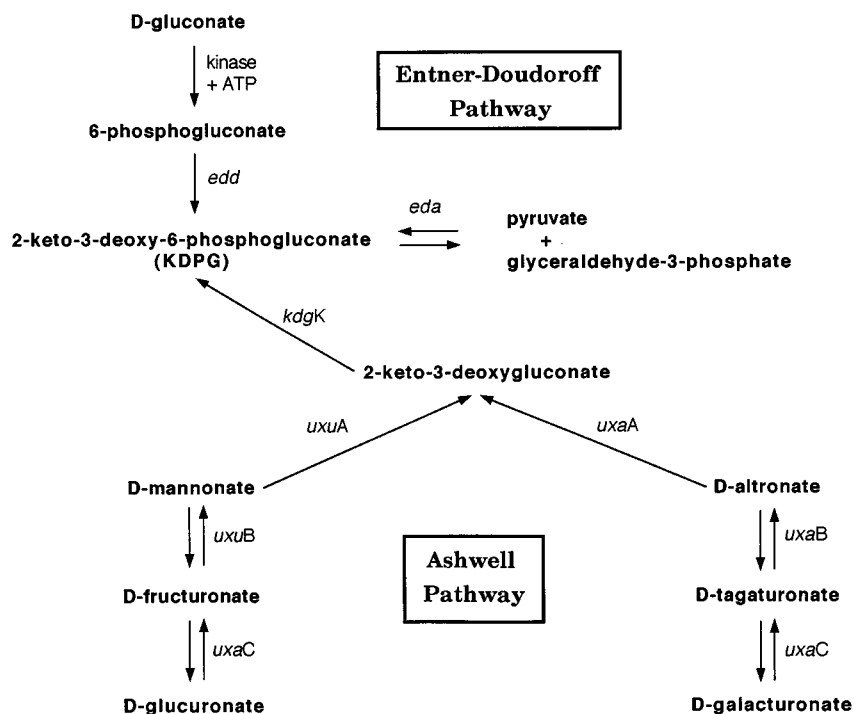 D-gluconate
kinase
+ ATP
Entner-Doudoroff
Pathway
6-phosphogluconate
edd
2-keto-3-deoxy-6-phosphogluconate
(KDPG)
eda
pyruvate
+
glyceraldehyde-3-phosphate
kdgK
2-keto-3-deoxygluconate
uxuA
uxaA
D-mannonate
D-altronate
uxuB
uxaB
Ashwell
Pathway
D-fructuronate
D-tagaturonate
uxaC
uxaC
D-glucuronate
D-galacturonate